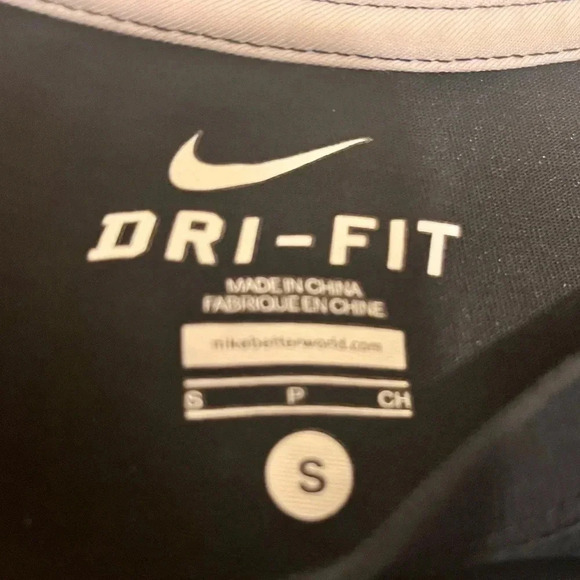 DRI-FIT
MADE IN CHINA
FABRIQUE EN CHINE
nikebetterworld.com
S P CH
S